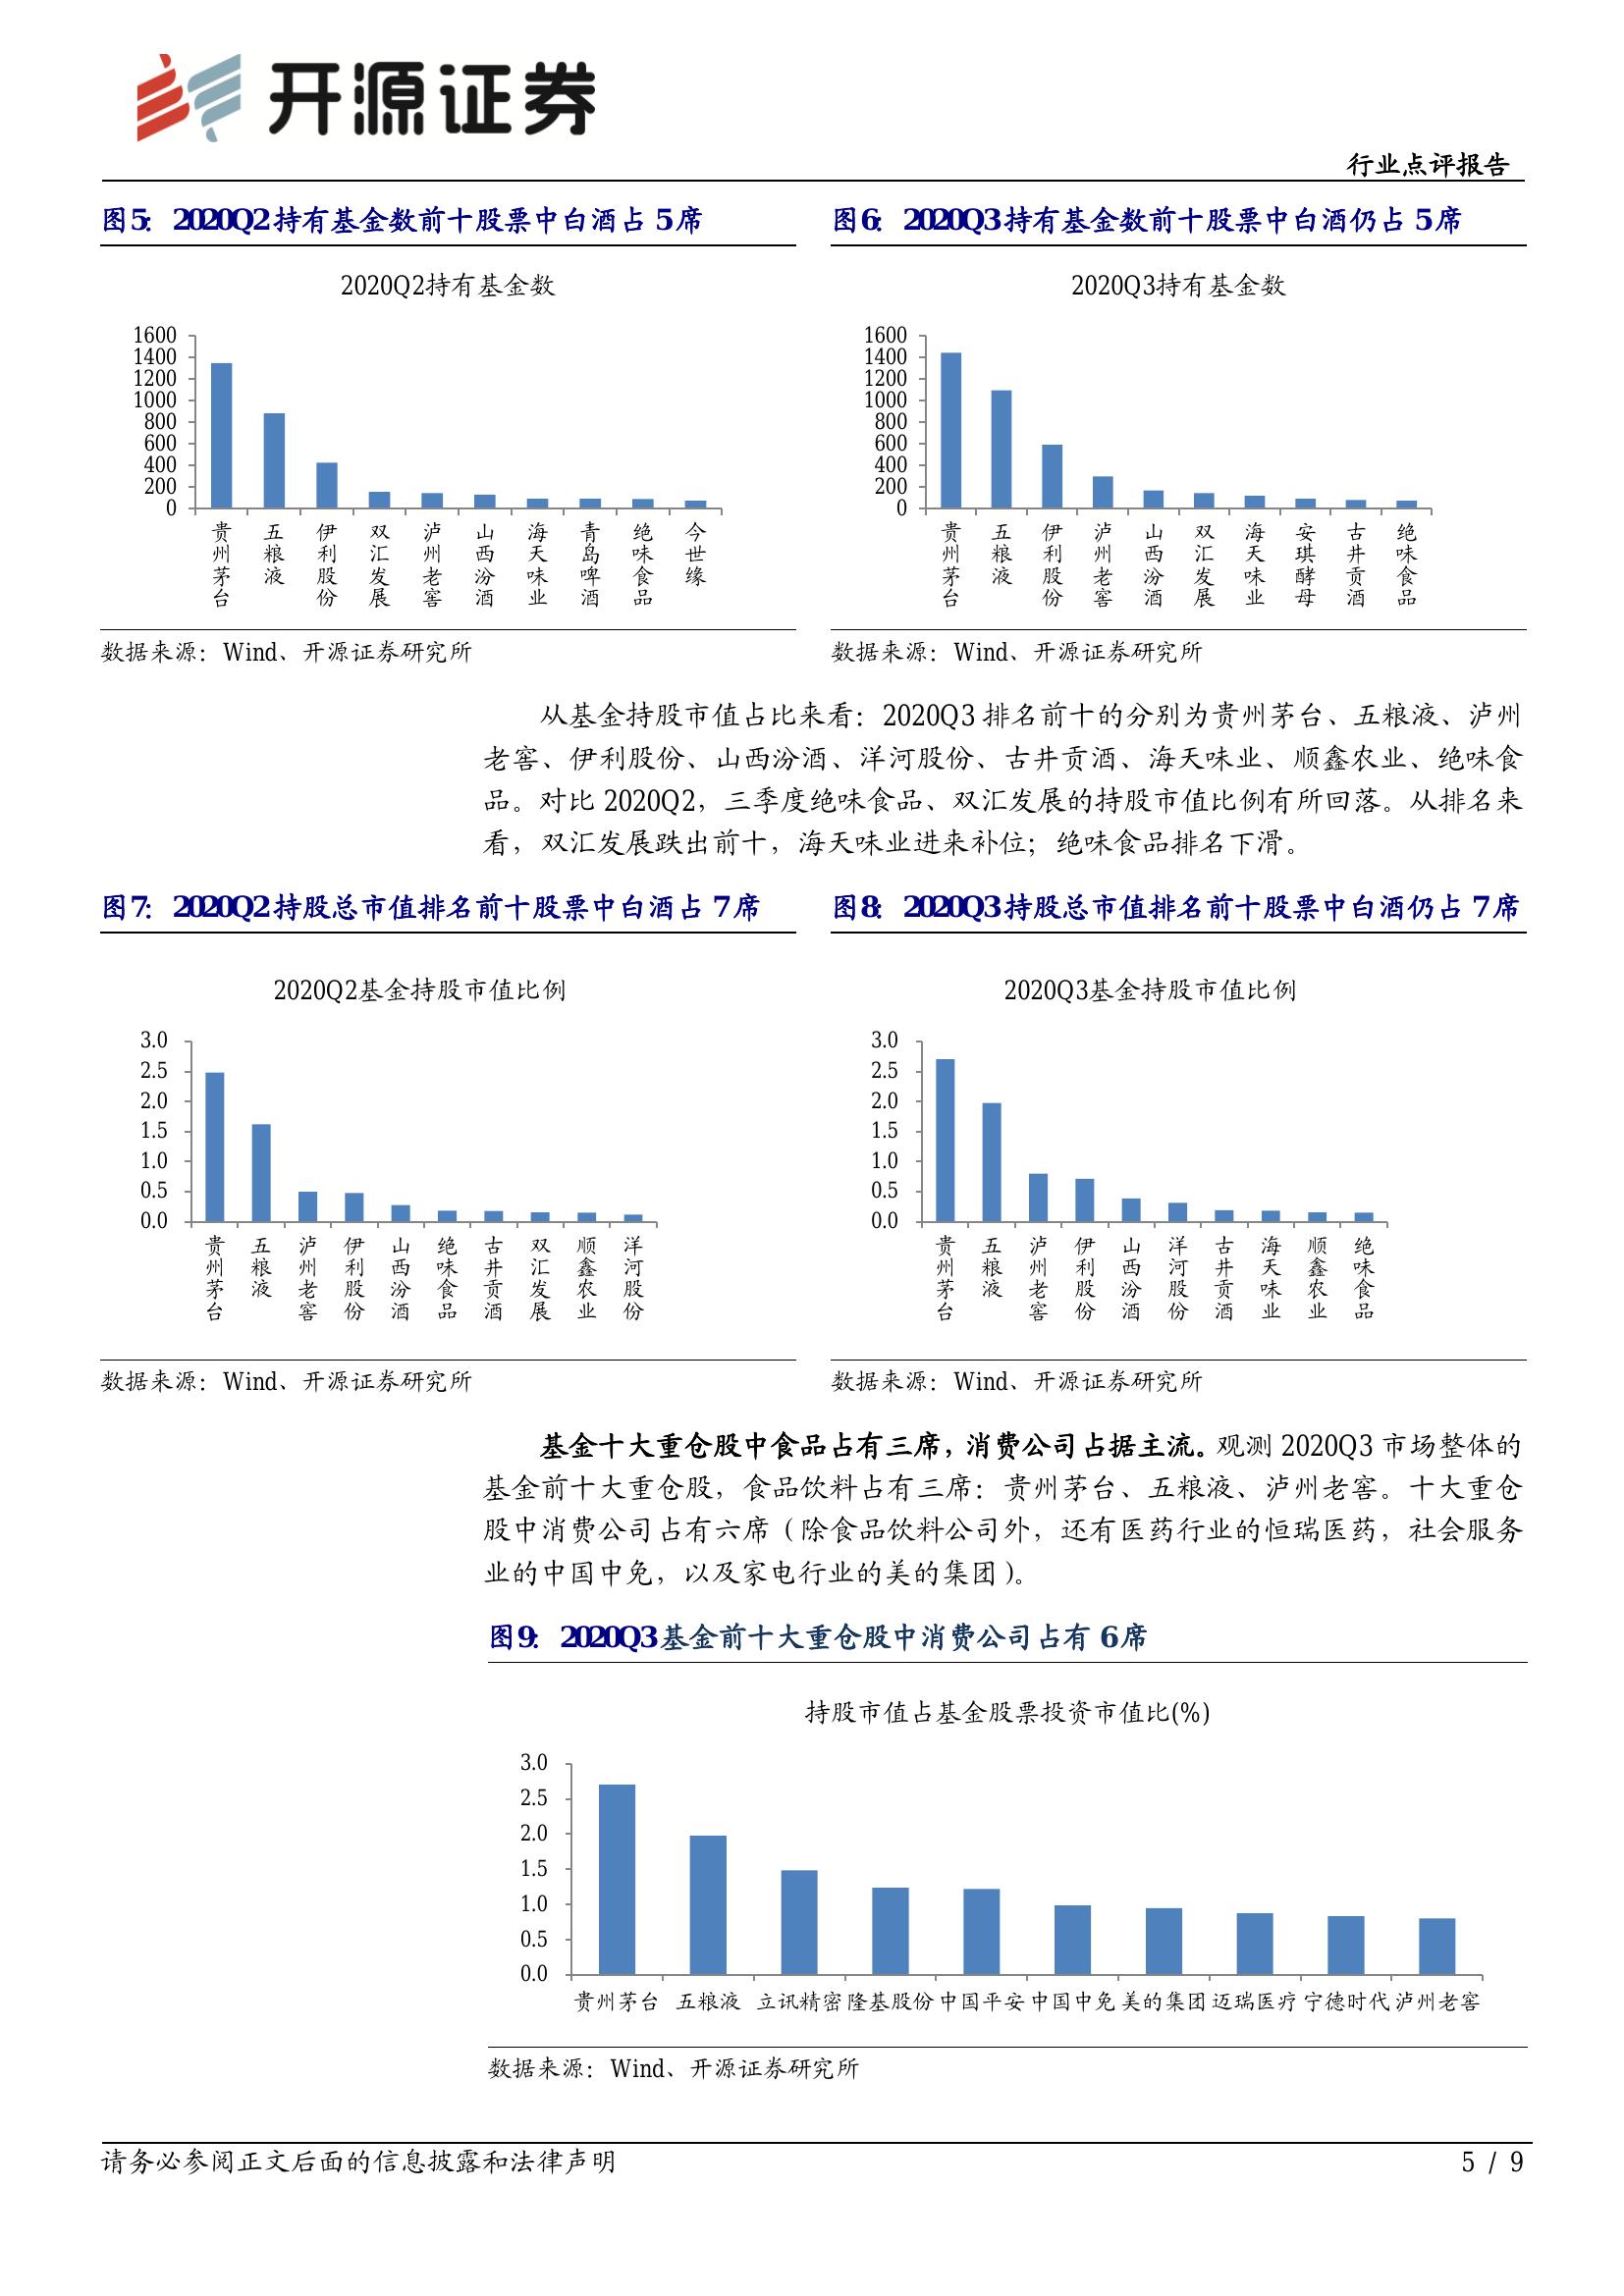 开源证券
行业点评报告
图5： 2020Q2持有基金数前十股票中白酒占 5席
图6： 2020Q3持有基金数前十股票中白酒仍占 5席
2020Q2持有基金数
1600
1400
1200
1000
800
600
400
200
0
贵州茅台
五粮液
伊利股份
双汇发展
泸州老窖
山西汾酒
海天味业
青岛啤酒
绝味食品
今世缘
2020Q3持有基金数
1600
1400
1200
1000
800
600
400
200
0
贵州茅台
五粮液
伊利股份
泸州老窖
山西汾酒
双汇发展
海天味业
安琪酵母
古井贡酒
绝味食品
数据来源：Wind、开源证券研究所
数据来源：Wind、开源证券研究所
从基金持股市值占比来看：2020Q3 排名前十的分别为贵州茅台、五粮液、泸州
老窖、伊利股份、山西汾酒、洋河股份、古井贡酒、海天味业、顺鑫农业、绝味食
品。对比 2020Q2，三季度绝味食品、双汇发展的持股市值比例有所回落。从排名来
看，双汇发展跌出前十，海天味业进来补位；绝味食品排名下滑。
图7： 2020Q2持股总市值排名前十股票中白酒占 7席
图8： 2020Q3持股总市值排名前十股票中白酒仍占 7席
2020Q2基金持股市值比例
3.0
2.5
2.0
1.5
1.0
0.5
0.0
贵州茅台
五粮液
泸州老窖
伊利股份
山西汾酒
绝味食品
古井贡酒
双汇发展
顺鑫农业
洋河股份
2020Q3基金持股市值比例
3.0
2.5
2.0
1.5
1.0
0.5
0.0
贵州茅台
五粮液
泸州老窖
伊利股份
山西汾酒
洋河股份
古井贡酒
海天味业
顺鑫农业
绝味食品
数据来源：Wind、开源证券研究所
数据来源：Wind、开源证券研究所
基金十大重仓股中食品占有三席，消费公司占据主流。观测 2020Q3 市场整体的
基金前十大重仓股，食品饮料占有三席：贵州茅台、五粮液、泸州老窖。十大重仓
股中消费公司占有六席（除食品饮料公司外，还有医药行业的恒瑞医药，社会服务
业的中国中免，以及家电行业的美的集团）。
图9： 2020Q3基金前十大重仓股中消费公司占有 6席
持股市值占基金股票投资市值比(%)
3.0
2.5
2.0
1.5
1.0
0.5
0.0
贵州茅台 五粮液 立讯精密 隆基股份 中国平安 中国中免 美的集团 迈瑞医疗 宁德时代 泸州老窖
数据来源：Wind、开源证券研究所
请务必参阅正文后面的信息披露和法律声明
5 / 9